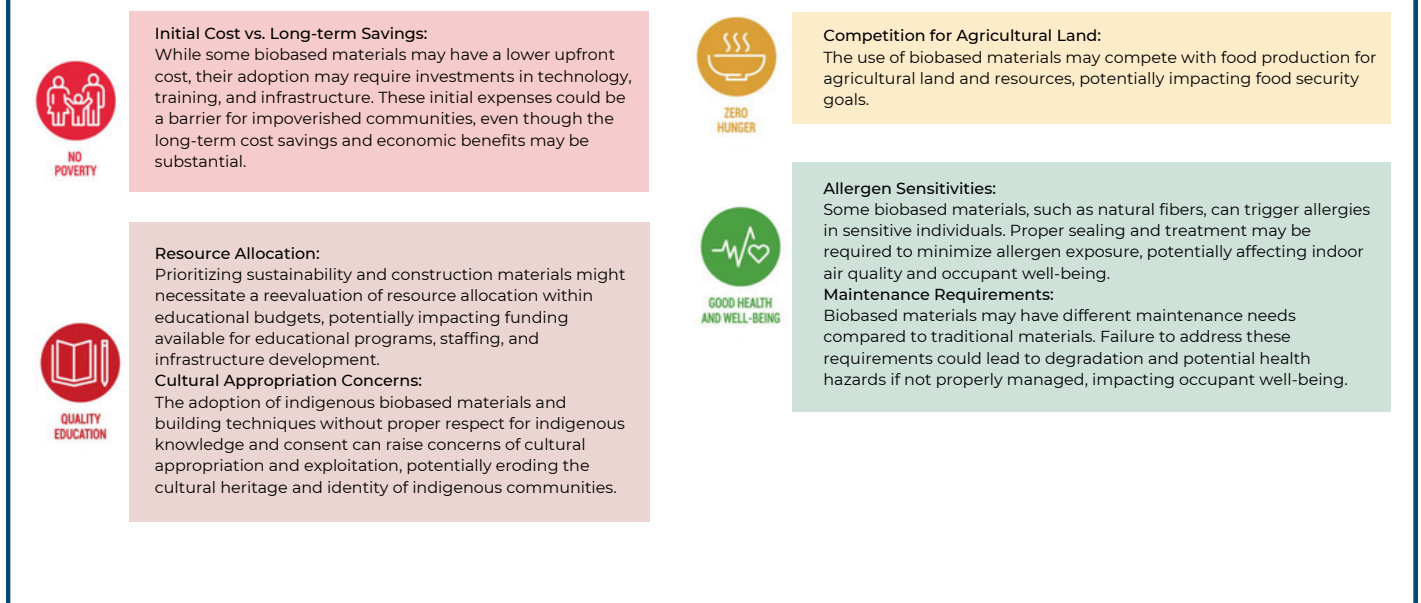 Initial Cost vs. Long-term Savings:
While some biobased materials may have a lower upfront
cost, their adoption may require investments in technology,
training, and infrastructure. These initial expenses could be
a barrier for impoverished communities, even though the
long-term cost savings and economic benefits may be
substantial.
NO
POVERTY
Resource Allocation:
Prioritizing sustainability and construction materials might
necessitate a reevaluation of resource allocation within
educational budgets, potentially impacting funding
available for educational programs, staffing, and
infrastructure development.
Cultural Appropriation Concerns:
The adoption of indigenous biobased materials and
building techniques without proper respect for indigenous
knowledge and consent can raise concerns of cultural
appropriation and exploitation, potentially eroding the
cultural heritage and identity of indigenous communities.
QUALITY
EDUCATION
Competition for Agricultural Land:
The use of biobased materials may compete with food production for
agricultural land and resources, potentially impacting food security
goals.
ZERO
HUNGER
Allergen Sensitivities:
Some biobased materials, such as natural fibers, can trigger allergies
in sensitive individuals. Proper sealing and treatment may be
required to minimize allergen exposure, potentially affecting indoor
air quality and occupant well-being.
Maintenance Requirements:
Biobased materials may have different maintenance needs
compared to traditional materials. Failure to address these
requirements could lead to degradation and potential health
hazards if not properly managed, impacting occupant well-being.
GOOD HEALTH
AND WELL-BEING